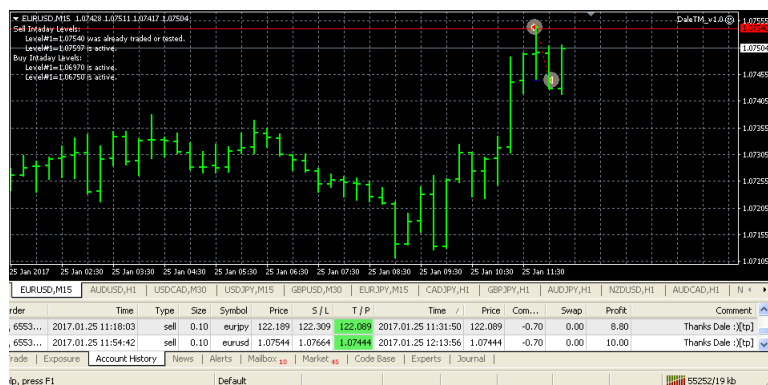 EURUSD,M15 1.07428 1.07511 1.07417 1.07504
DaleTM_v1.0
Sell Intaday Levels:
Level#1=1.07540 was already traded or tested.
Level#1=1.07597 is active.
Buy Intaday Levels:
Level#1=1.06970 is active.
Level#1=1.06750 is active.
1.07555
1.07540
1.07504
1.07455
1.07405
1.07355
1.07305
1.07255
1.07205
1.07155
1.07105
25 Jan 2017 25 Jan 02:30 25 Jan 03:30 25 Jan 04:30 25 Jan 05:30 25 Jan 06:30 25 Jan 07:30 25 Jan 08:30 25 Jan 09:30 25 Jan 10:30 25 Jan 11:30
EURUSD,M15 AUDUSD,H1 USDCAD,M30 USDJPY,M15 GBPUSD,M30 EURJPY,M15 CADJPY,H1 GBPJPY,H1 AUDJPY,H1 NZDUSD,H1 AUDCAD,H1 N
rder Time Type Size Symbol Price S / L T / P Time / Price Com... Swap Profit Comment
6553... 2017.01.25 11:18:03 sell 0.10 eurjpy 122.189 122.309 122.089 2017.01.25 11:31:50 122.089 -0.70 0.00 8.80 Thanks Dale :)[tp]
6553... 2017.01.25 11:54:42 sell 0.10 eurusd 1.07544 1.07664 1.07444 2017.01.25 12:13:56 1.07444 -0.70 0.00 10.00 Thanks Dale :)[tp]
rade Exposure Account History News Alerts Mailbox 10 Market 45 Code Base Experts Journal
lp, press F1 Default 55252/19 kb